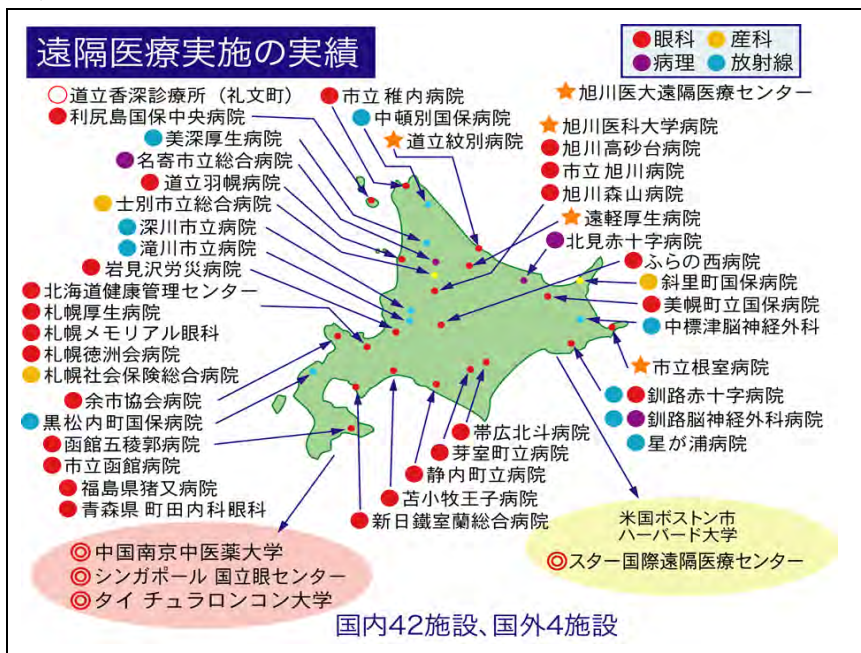 遠隔医療実施の実績
眼科 産科
病理 放射線
道立香深診療所（礼文町）
利尻島国保中央病院
美深厚生病院
名寄市立総合病院
道立羽幌病院
士別市立総合病院
深川市立病院
滝川市立病院
岩見沢労災病院
北海道健康管理センター
札幌厚生病院
札幌メモリアル眼科
札幌徳洲会病院
札幌社会保険総合病院
余市協会病院
黒松内町国保病院
函館五稜郭病院
市立函館病院
福島県猪又病院
青森県 町田内科眼科
市立稚内病院
中頓別国保病院
道立紋別病院
旭川医大遠隔医療センター
旭川医科大学病院
旭川高砂台病院
市立旭川病院
旭川森山病院
遠軽厚生病院
北見赤十字病院
ふらの西病院
斜里町国保病院
美幌町立国保病院
中標津脳神経外科
市立根室病院
釧路赤十字病院
釧路脳神経外科病院
星が浦病院
帯広北斗病院
芽室町立病院
静内町立病院
苫小牧王子病院
新日鐵室蘭総合病院
中国南京中医薬大学
シンガポール 国立眼センター
タイ チュラロンコン大学
米国ボストン市
ハーバード大学
スター国際遠隔医療センター
国内42施設、国外4施設